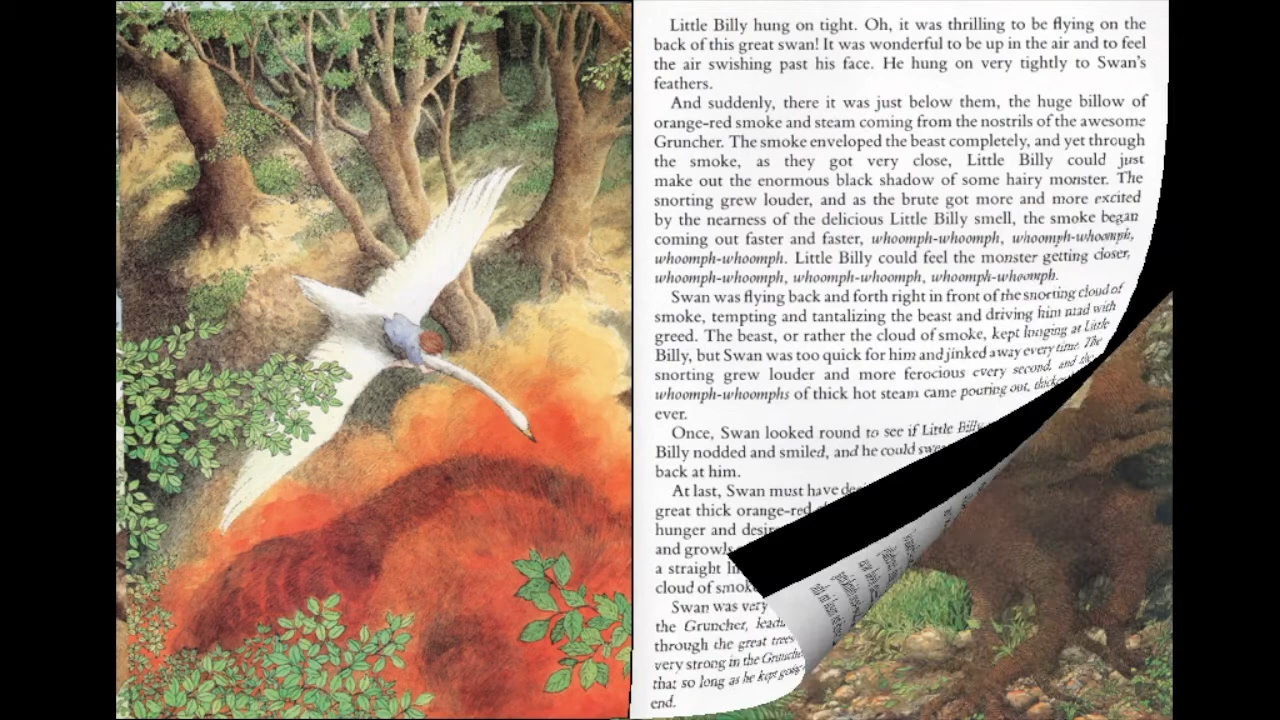 Little Billy hung on tight. Oh, it was thrilling to be flying on the
back of this great swan! It was wonderful to be up in the air and to feel
the air swishing past his face. He hung on very tightly to Swan's
feathers.
And suddenly, there it was just below them, the huge billow of
orange-red smoke and steam coming from the nostrils of the awesome
Gruncher. The smoke enveloped the beast completely, and yet through
the smoke, as they got very close, Little Billy could just
make out the enormous black shadow of some hairy monster. The
snorting grew louder, and as the brute got more and more excited
by the nearness of the delicious Little Billy smell, the smoke began
coming out faster and faster, whoomph-whoomph, whoomph-whoomph,
whoomph-whoomph. Little Billy could feel the monster getting closer,
whoomph-whoomph, whoomph-whoomph, whoomph-whoomph.
Swan was flying back and forth right in front of the snorting cloud of
smoke, tempting and tantalizing the beast and driving him mad with
greed. The beast, or rather the cloud of smoke, kept lunging at Little
Billy, but Swan was too quick for him and jinked away every time. The
snorting grew louder and more ferocious every second, and the
whoomph-whoomphs of thick hot steam came pouring out,
ever.
Once, Swan looked round to see if Little Billy
Billy nodded and smiled, and he could
back at him.
At last, Swan must have
great thick orange-red
hunger and
and growls
a straight
cloud of smoke
Swan was very
the Gruncher,
through the great trees
very strong in the
that so long as he kept going
end.